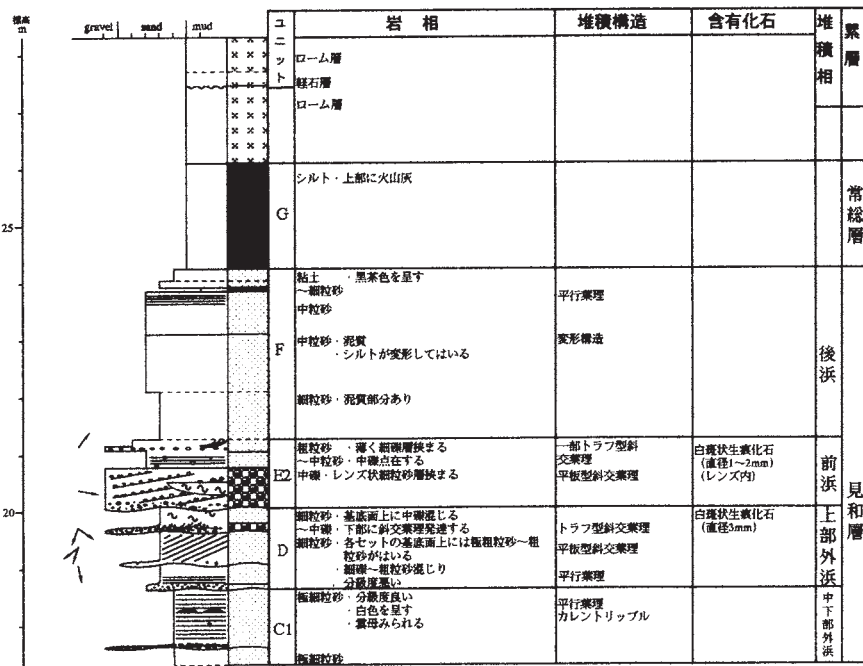 標高
m
gravel sand mud
ユニット
岩 相
堆積構造
含有化石
堆積相
累層
ローム層
軽石層
ローム層
シルト・上部に火山灰
G
常総層
25
粘土 ・黒茶色を呈す
～細粒砂
平行葉理
中粒砂
中粒砂・泥質
変形構造
・シルトが変形してはいる
F
後浜
細粒砂・泥質部分あり
粗粒砂 ・薄く細礫層挟まる
一部トラフ型斜
交葉理
白斑状生痕化石
～中粒砂・中礫点在する
(直径1～2mm)
中礫・レンズ状細粒砂層挟まる
平板型斜交葉理
(レンズ内)
E2
前浜
見和層
20
細粒砂・基底面上に中礫混じる
白斑状生痕化石
～中礫・下部に斜交葉理発達する
トラフ型斜交葉理
(直径3mm)
細粒砂・各セットの基底面上には極粗粒砂～粗
平板型斜交葉理
粒砂がはいる
D
上部外浜
・細礫～粗粒砂混じり
平行葉理
分級度悪い
極細粒砂・分級度良い
平行葉理
・白色を呈す
カレントリップル
・雲母みられる
C1
中下部外浜
極細粒砂